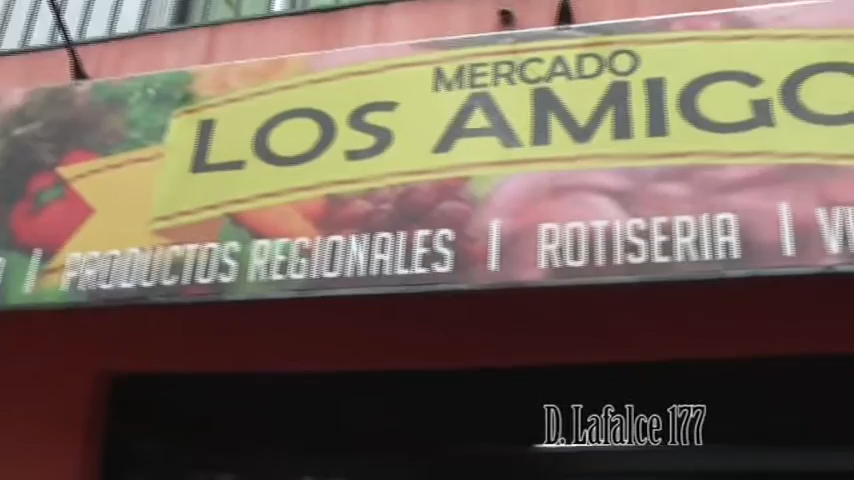 MERCADO
LOS AMIGO
PRODUCTOS REGIONALES | ROTISERIA |
D. Lafalce 177